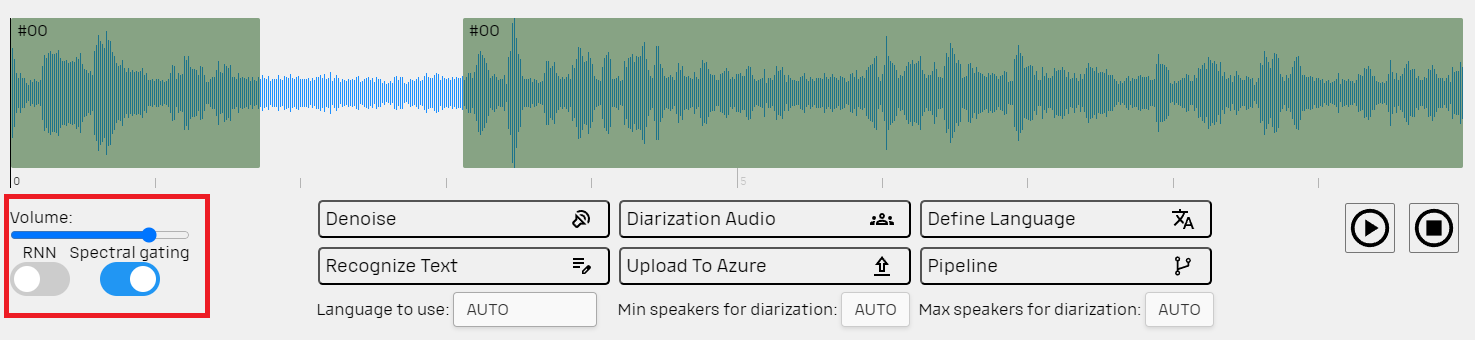 #00 #00
0 5
Volume:
RNN Spectral gating
Denoise Diarization Audio Define Language
Recognize Text Upload To Azure Pipeline
Language to use: AUTO Min speakers for diarization: AUTO Max speakers for diarization: AUTO